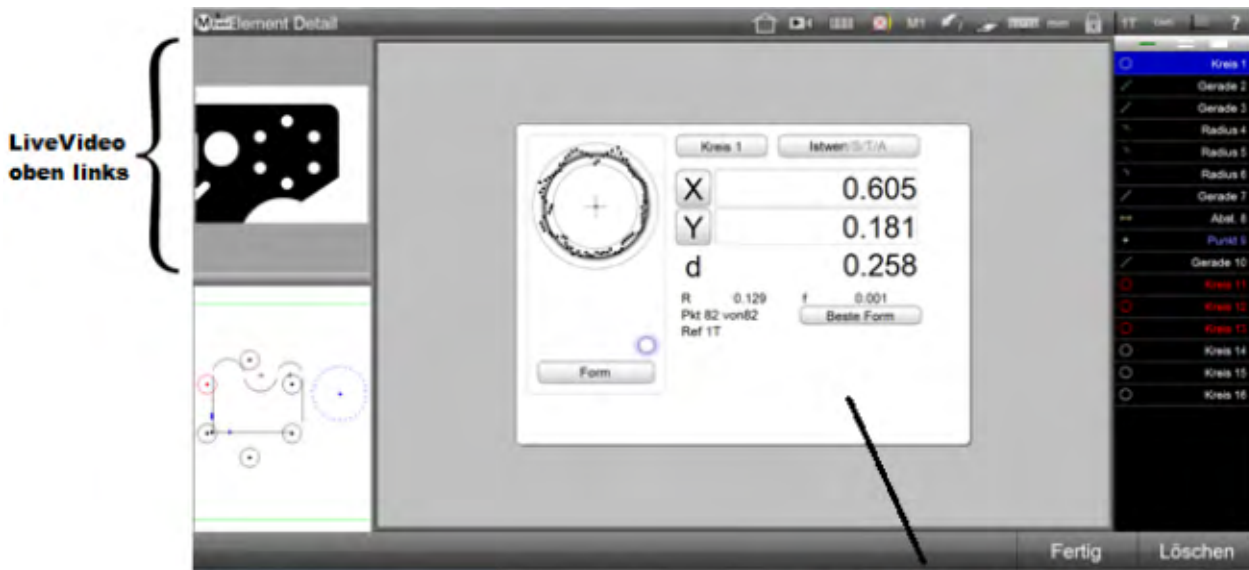 Element Detail
M1
mm
1T
?
LiveVideo
oben links
Kreis 1
Istwert/S/T/A
X 0.605
Y 0.181
d 0.258
R 0.129 f 0.001
Pkt 82 von82
Beste Form
Ref 1T
Form
Kreis 1
Gerade 2
Gerade 3
Radius 4
Radius 5
Radius 6
Gerade 7
Abst. 8
Punkt 9
Gerade 10
Kreis 11
Kreis 12
Kreis 13
Kreis 14
Kreis 15
Kreis 16
Fertig
Löschen